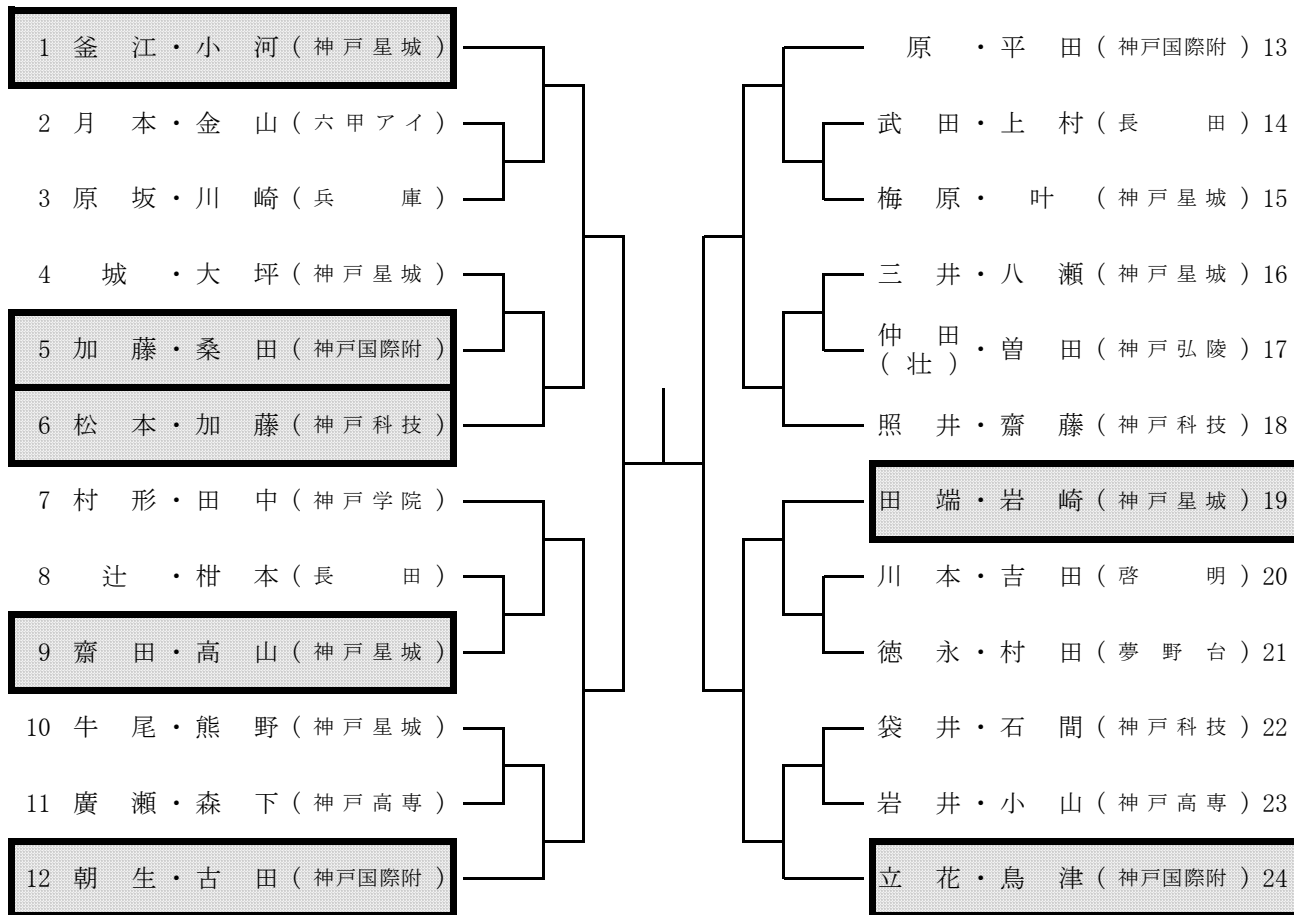 1 釜江・小河(神戸星城)
2 月本・金山(六甲アイ)
3 原坂・川崎(兵庫)
4 城・大坪(神戸星城)
5 加藤・桑田(神戸国際附)
6 松本・加藤(神戸科技)
7 村形・田中(神戸学院)
8 辻・柑本(長田)
9 齋田・高山(神戸星城)
10 牛尾・熊野(神戸星城)
11 廣瀬・森下(神戸高専)
12 朝生・古田(神戸国際附)
原・平田(神戸国際附)13
武田・上村(長田)14
梅原・叶(神戸星城)15
三井・八瀬(神戸星城)16
仲田(壮)・曽田(神戸弘陵)17
照井・齋藤(神戸科技)18
田端・岩崎(神戸星城)19
川本・吉田(啓明)20
徳永・村田(夢野台)21
袋井・石間(神戸科技)22
岩井・小山(神戸高専)23
立花・鳥津(神戸国際附)24